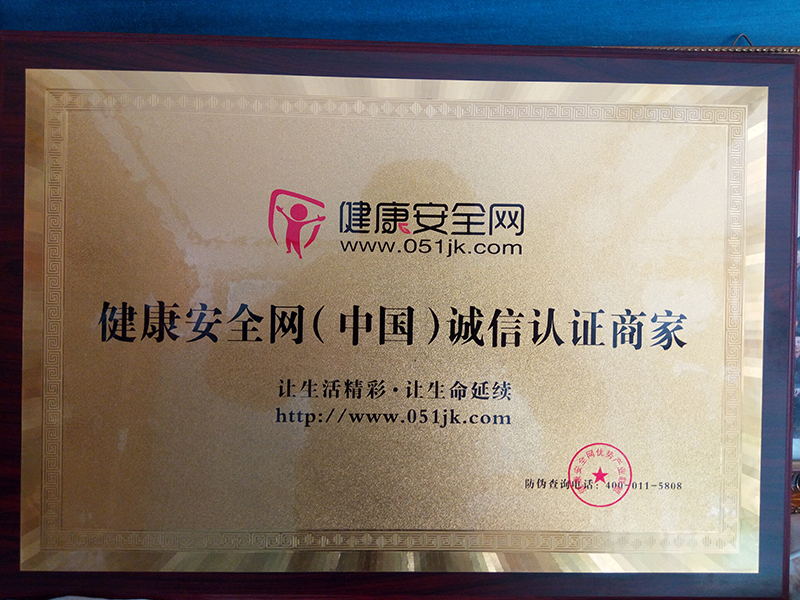 健康安全网
www.051jk.com
健康安全网(中国)诚信认证商家
让生活精彩·让生命延续
http://www.051jk.com
防伪查询电话：400-011-5808